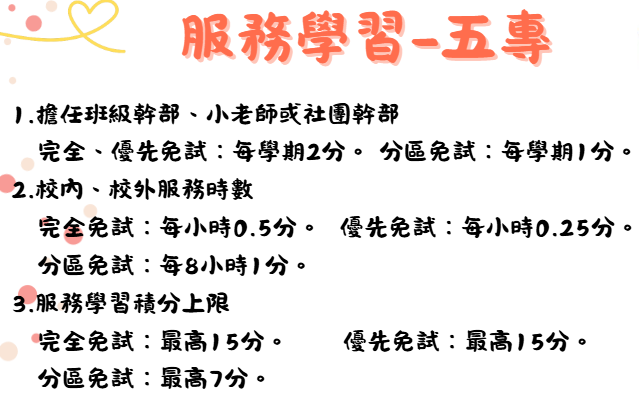 服務學習-五專
1.擔任班級幹部、小老師或社團幹部
完全、優先免試：每學期2分。 分區免試：每學期1分。
2.校內、校外服務時數
完全免試：每小時0.5分。 優先免試：每小時0.25分。
分區免試：每8小時1分。
3.服務學習積分上限
完全免試：最高15分。 優先免試：最高15分。
分區免試：最高7分。